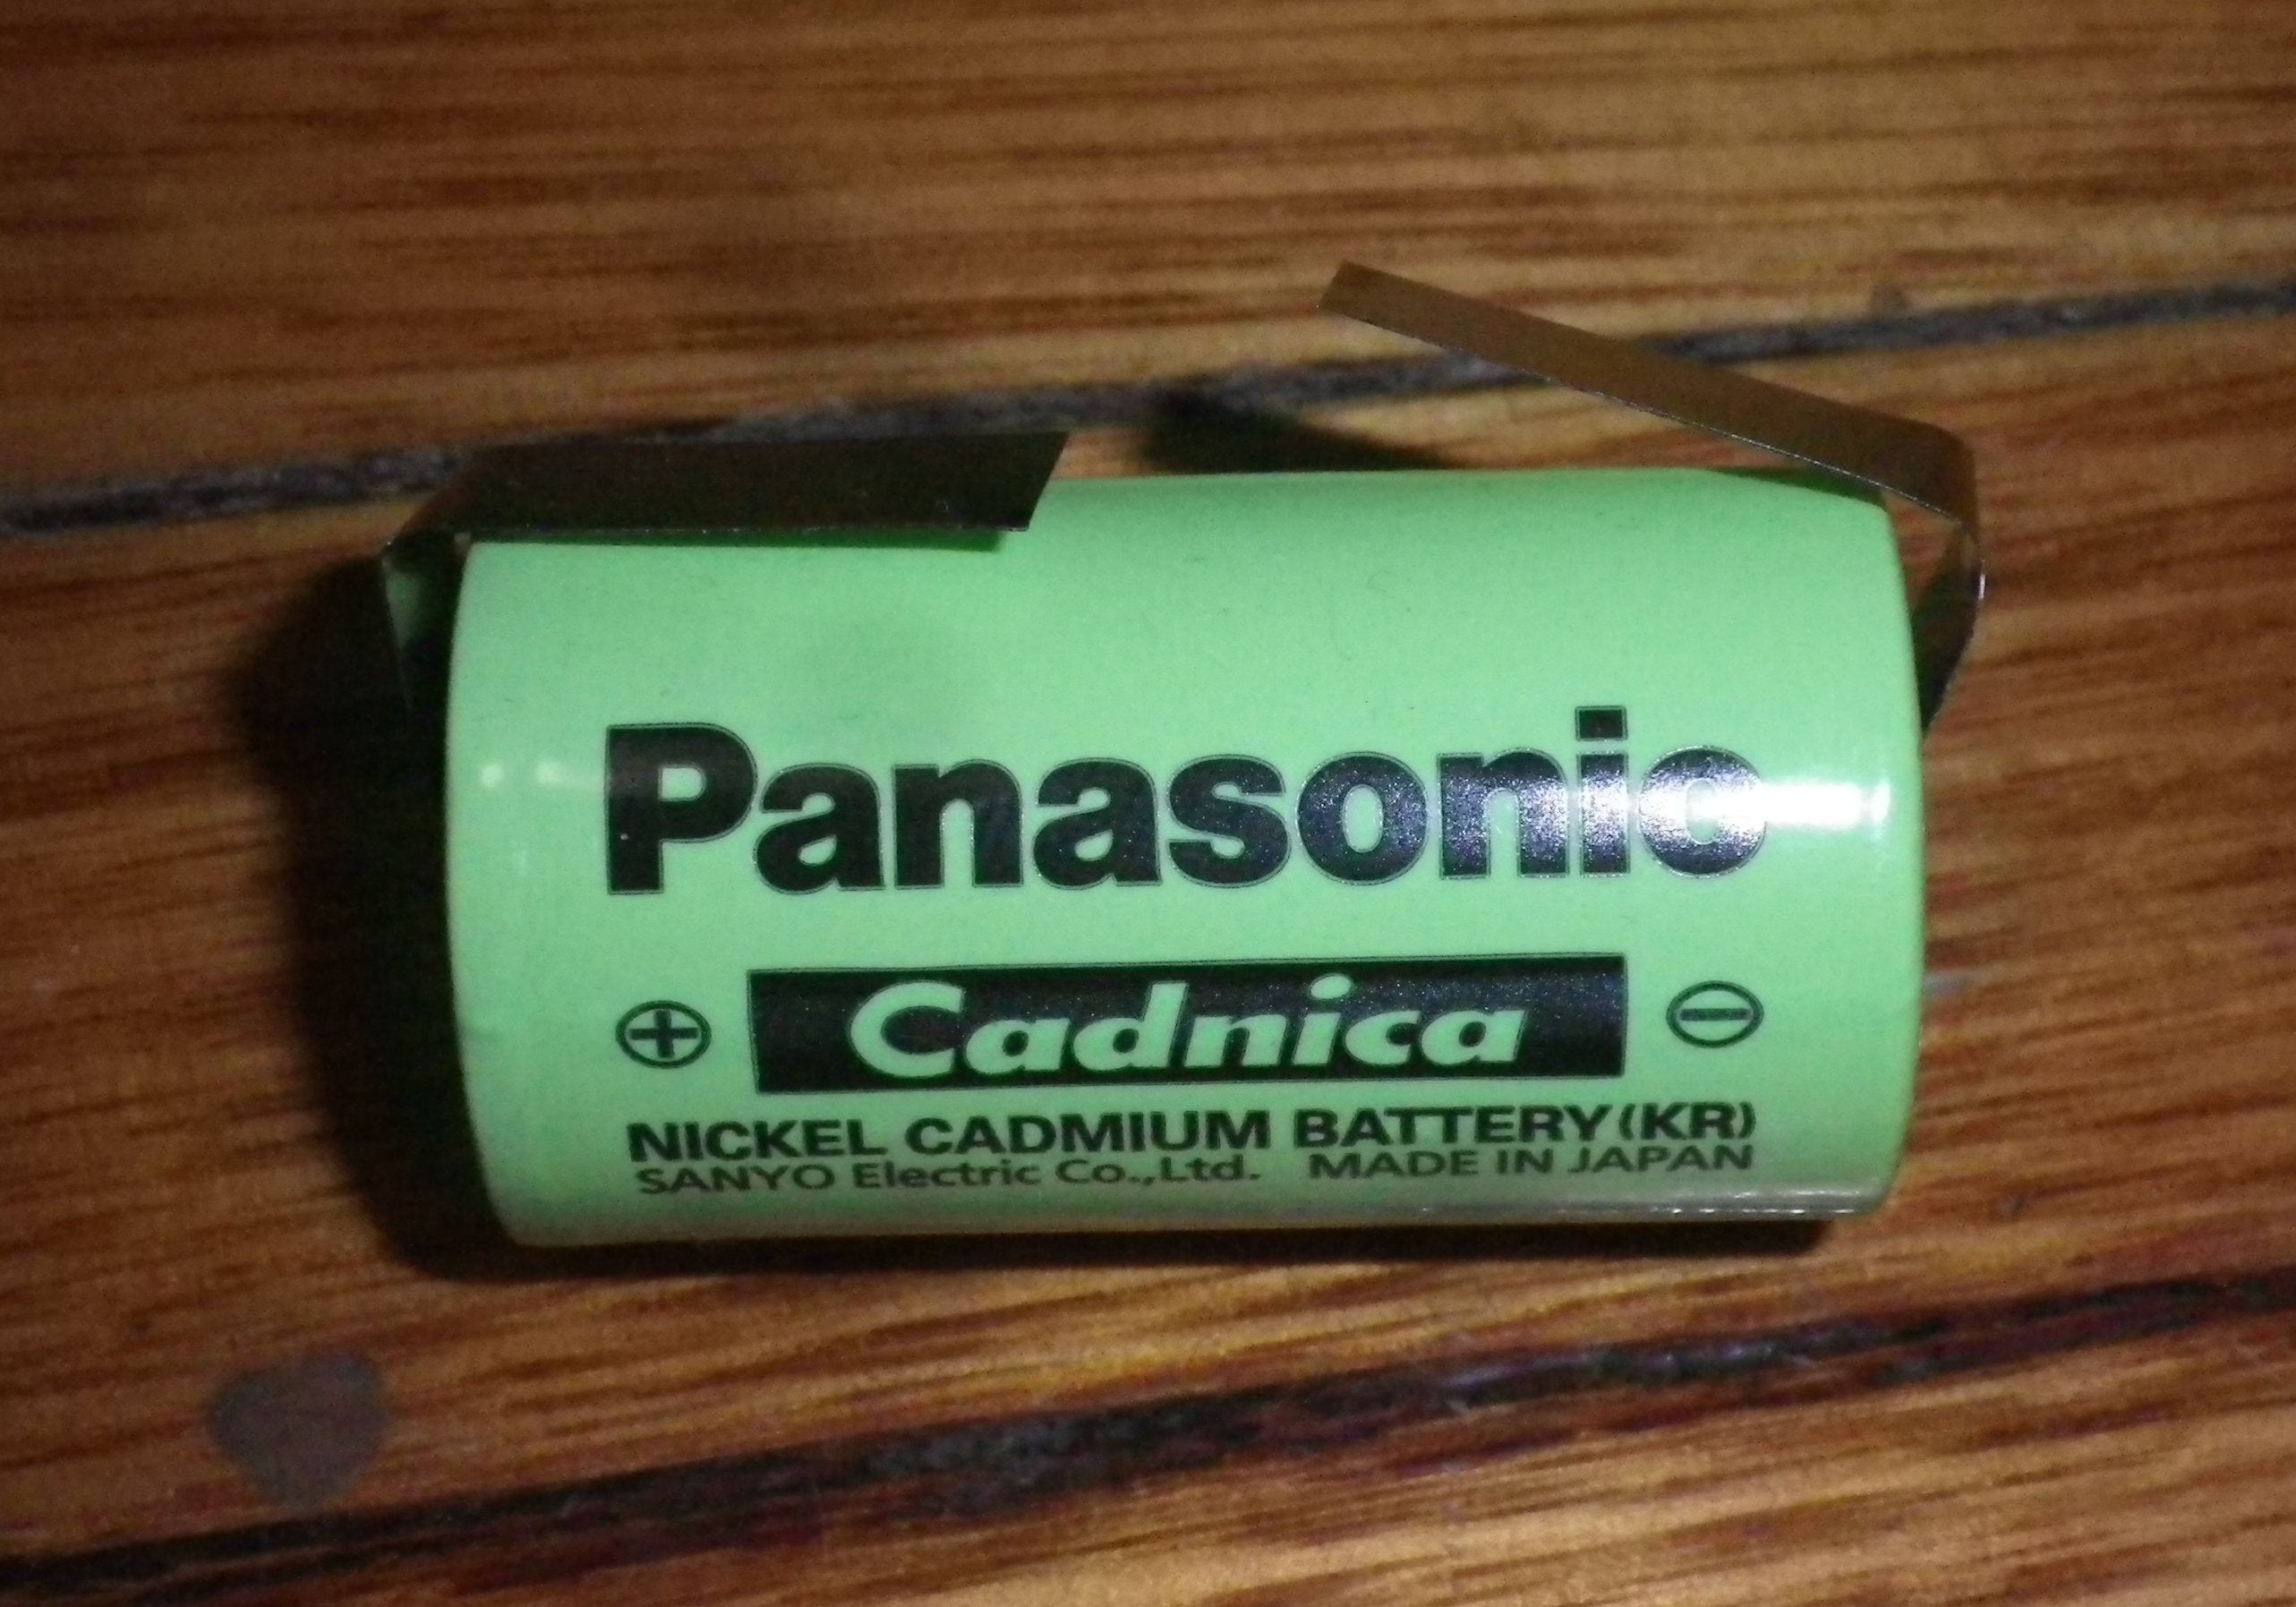 Panasonic
+ Cadnica −
NICKEL CADMIUM BATTERY(KR)
SANYO Electric Co.,Ltd. MADE IN JAPAN